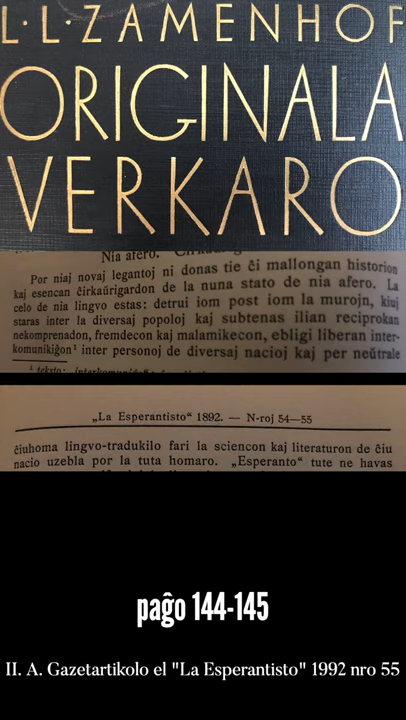 L·L·ZAMENHOF
ORIGINALA
VERKARO
Nia afero.
Por niaj novaj legantoj ni donas tie ĉi mallongan historion
kaj esencan ĉirkaŭrigardon de la nuna stato de nia afero. La
celo de nia lingvo estas: detrui iom post iom la murojn, kiuj
staras inter la diversaj popoloj kaj subtenas ilian reciprokan
nekomprenadon, fremdecon kaj malamikecon, ebligi liberan inter-
komunikiĝon¹ inter personoj de diversaj nacioj kaj per neŭtrale
¹ teksto:
„La Esperantisto“ 1892. — N-roj 54—55
ĉiuhoma lingvo-tradukilo fari la sciencon kaj literaturon de ĉiu
nacio uzebla por la tuta homaro. „Esperanto“ tute ne havas
paĝo 144-145
II. A. Gazetartikolo el "La Esperantisto" 1992 nro 55